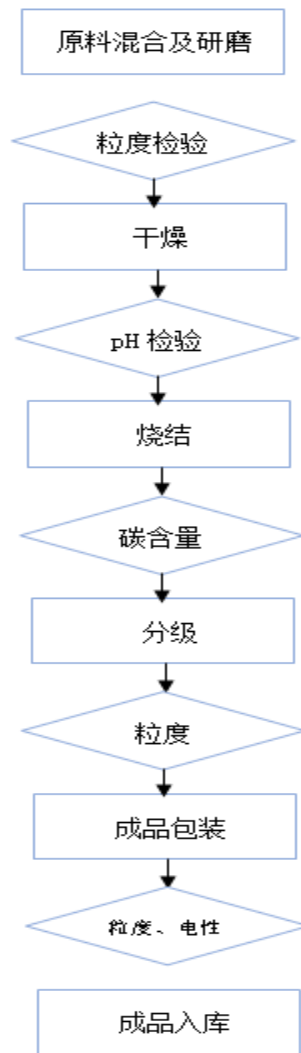 原料混合及研磨
粒度检验
干燥
pH 检验
烧结
碳含量
分级
粒度
成品包装
粒度、电性
成品入库